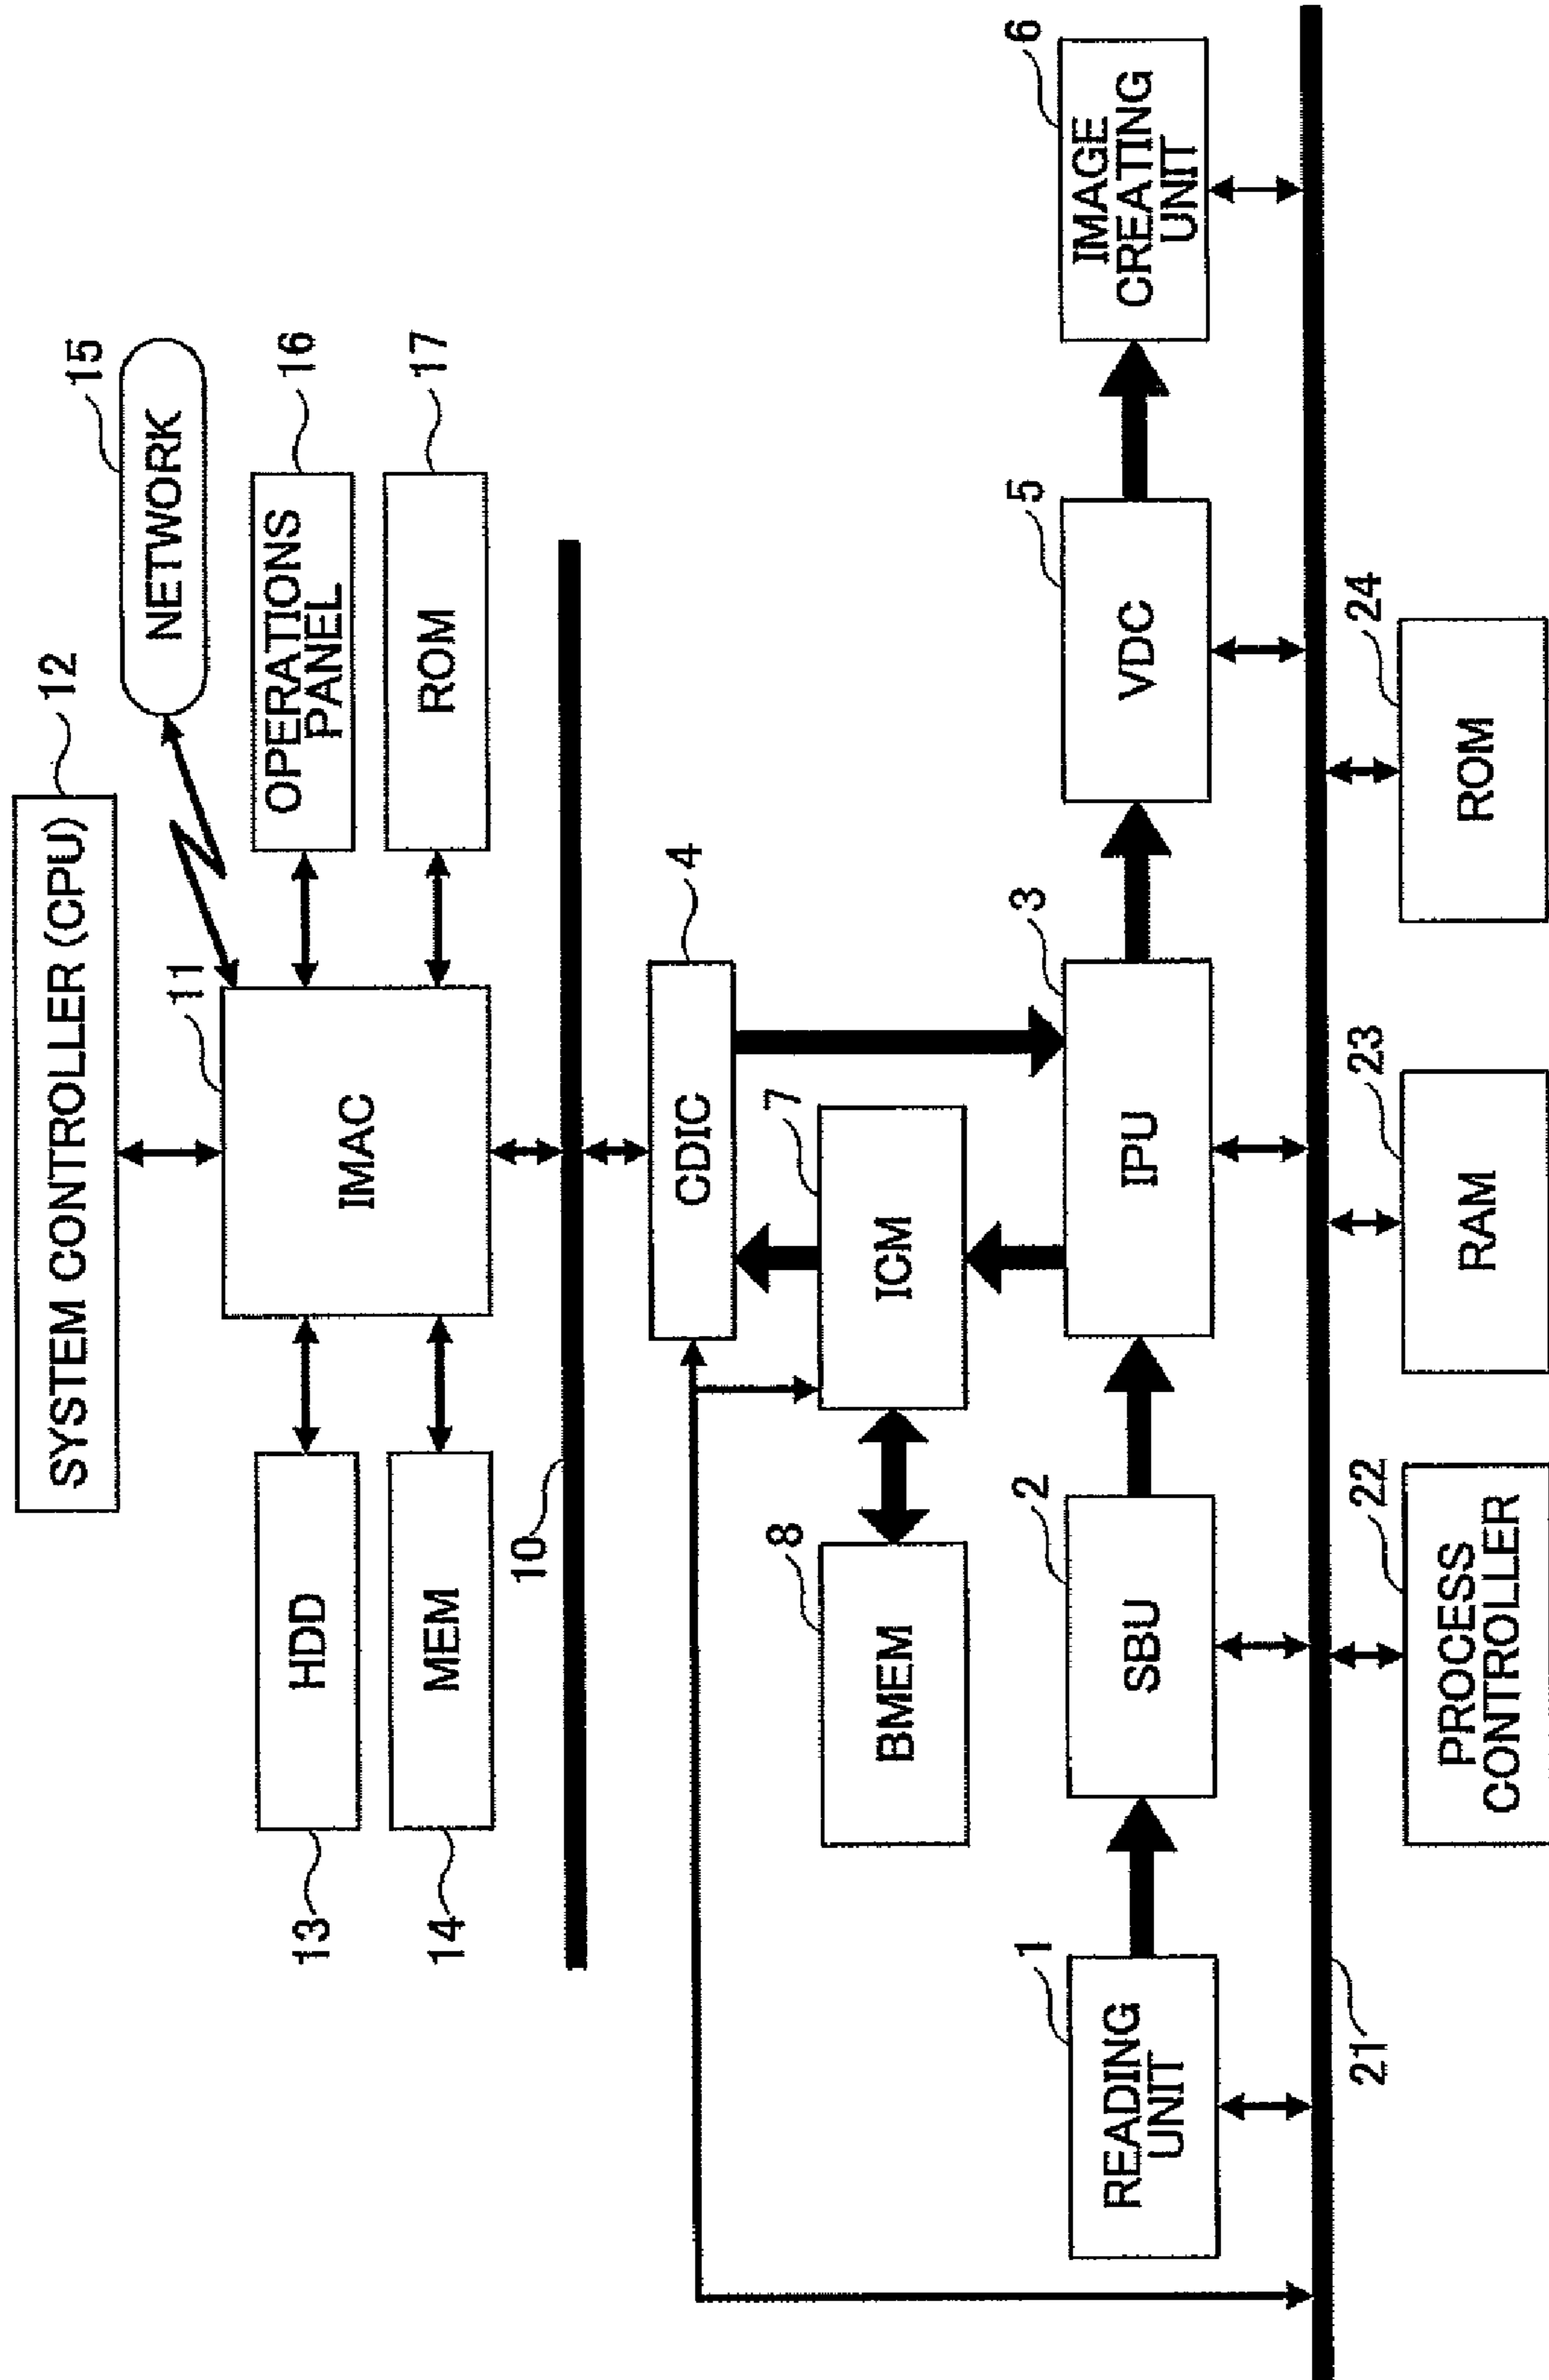 SYSTEM CONTROLLER (CPU)
12
15
NETWORK
11
IMAC
13
HDD
14
MEM
OPERATIONS
PANEL
16
ROM
17
10
CDIC
4
7
ICM
8
BMEM
1
READING
UNIT
2
SBU
3
IPU
5
VDC
6
IMAGE
CREATING
UNIT
21
22
PROCESS
CONTROLLER
23
RAM
24
ROM